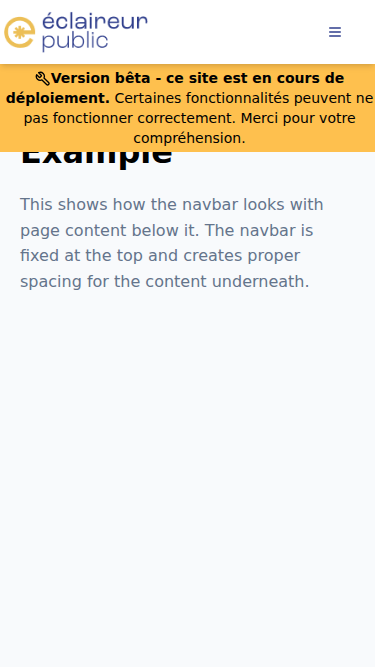 éclaireur
public
Version bêta - ce site est en cours de
déploiement. Certaines fonctionnalités peuvent ne
pas fonctionner correctement. Merci pour votre
compréhension.
Example
This shows how the navbar looks with
page content below it. The navbar is
fixed at the top and creates proper
spacing for the content underneath.